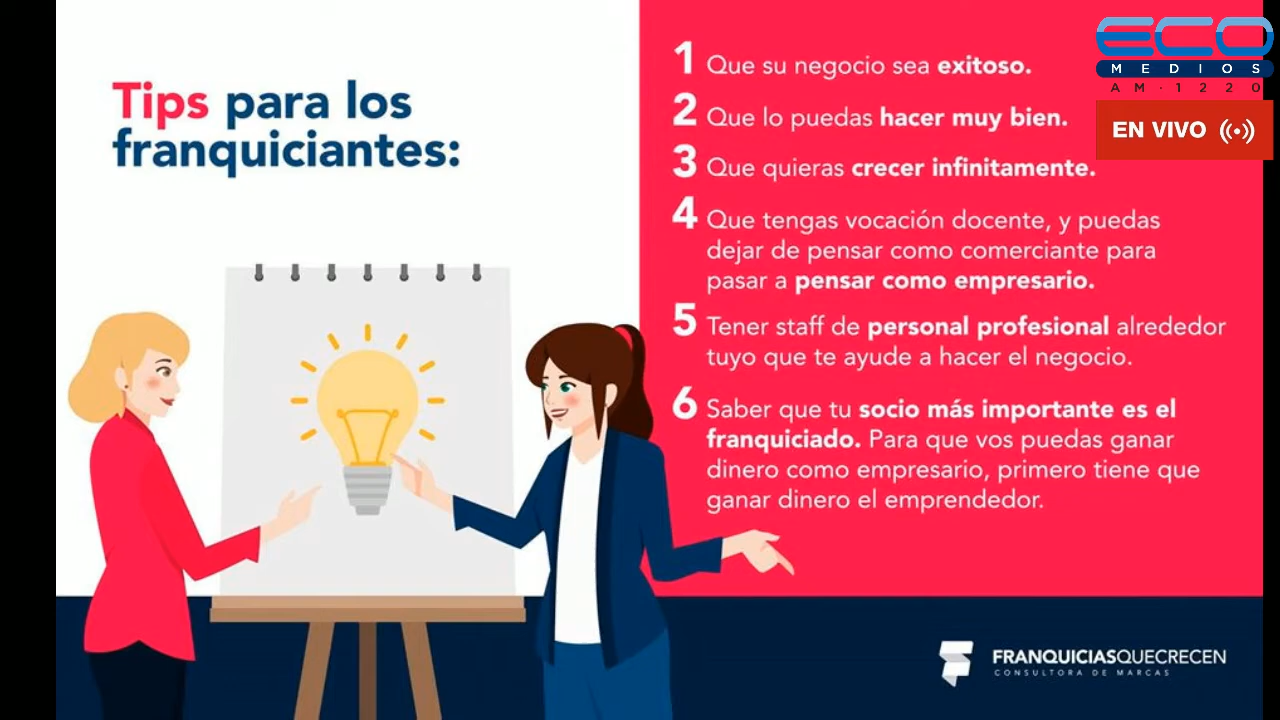 Tips para los
franquiciantes:
1 Que su negocio sea exitoso.
2 Que lo puedas hacer muy bien.
3 Que quieras crecer infinitamente.
4 Que tengas vocación docente, y puedas
dejar de pensar como comerciante para
pasar a pensar como empresario.
5 Tener staff de personal profesional alrededor
tuyo que te ayude a hacer el negocio.
6 Saber que tu socio más importante es el
franquiciado. Para que vos puedas ganar
dinero como empresario, primero tiene que
ganar dinero el emprendedor.
ECO
MEDIOS
AM·1220
EN VIVO
FRANQUICIASQUECRECEN
CONSULTORA DE MARCAS